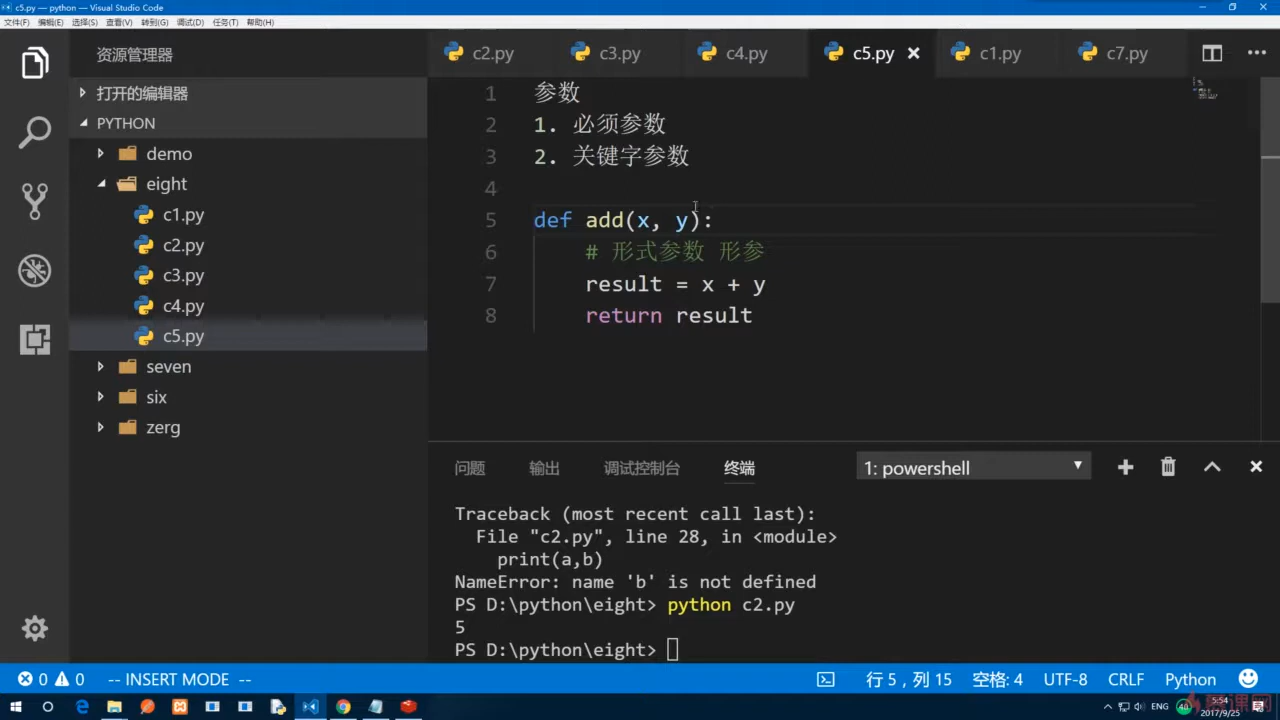 c5.py — python — Visual Studio Code
文件(F) 编辑(E) 选择(S) 查看(V) 转到(G) 调试(D) 任务(T) 帮助(H)
资源管理器
c2.py c3.py c4.py c5.py c1.py c7.py
打开的编辑器
PYTHON
demo
eight
c1.py
c2.py
c3.py
c4.py
c5.py
seven
six
zerg
1 参数
2 1. 必须参数
3 2. 关键字参数
4
5 def add(x, y):
6 # 形式参数 形参
7 result = x + y
8 return result
问题 输出 调试控制台 终端 1: powershell
Traceback (most recent call last):
File "c2.py", line 28, in <module>
print(a,b)
NameError: name 'b' is not defined
PS D:\python\eight> python c2.py
5
PS D:\python\eight>
0 0 -- INSERT MODE -- 行 5，列 15 空格: 4 UTF-8 CRLF Python
ENG 5:54
2017/9/25